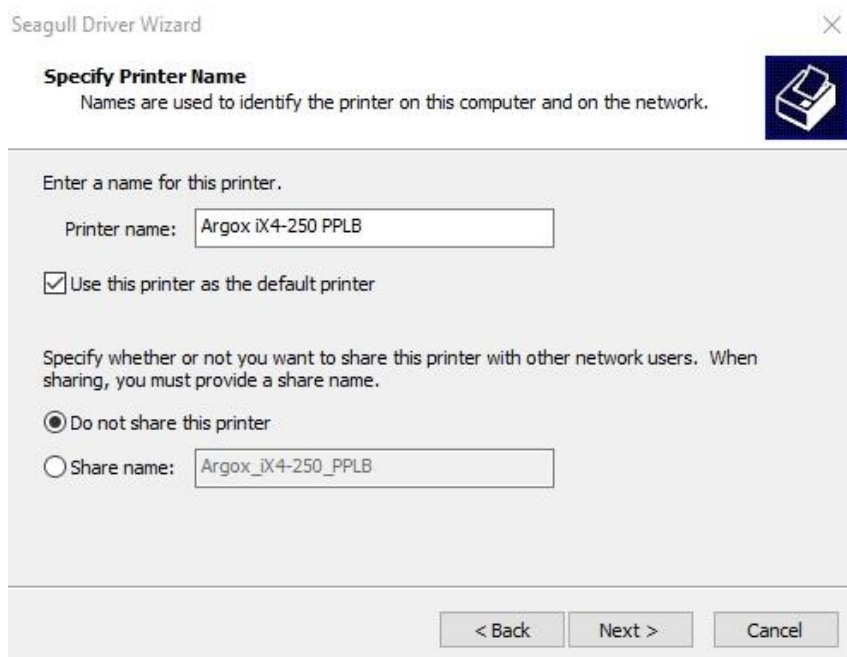 Seagull Driver Wizard
Specify Printer Name
Names are used to identify the printer on this computer and on the network.
Enter a name for this printer.
Printer name: Argox iX4-250 PPLB
Use this printer as the default printer
Specify whether or not you want to share this printer with other network users.  When
sharing, you must provide a share name.
Do not share this printer
Share name: Argox_iX4-250_PPLB
< Back Next > Cancel